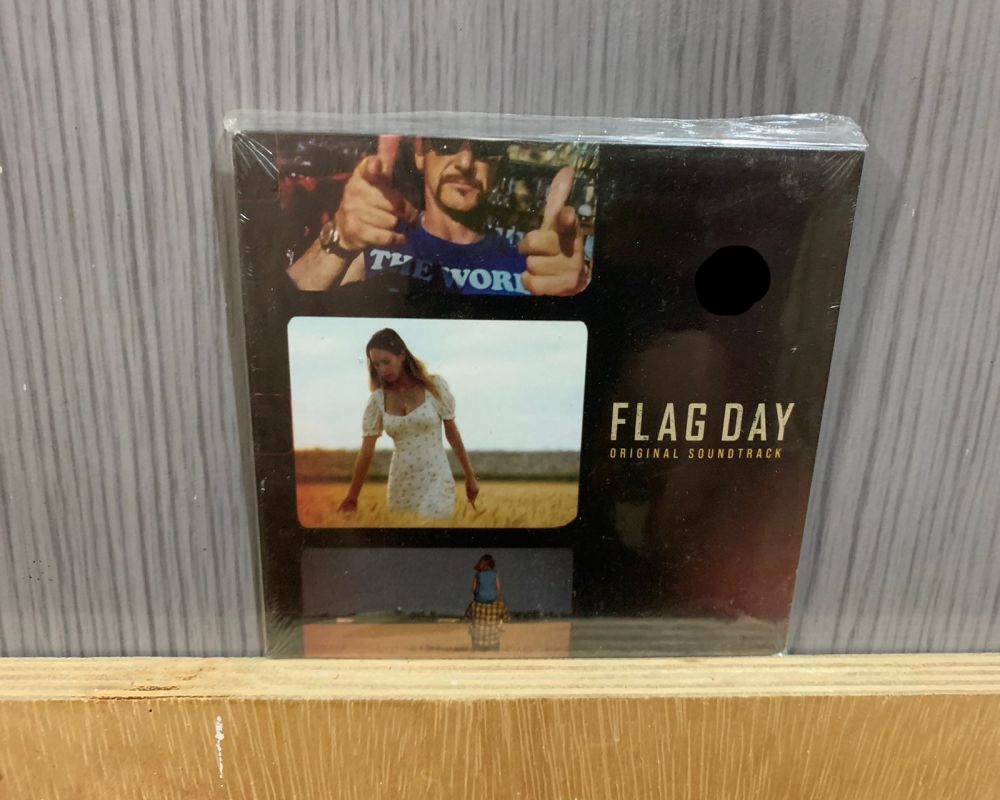 THE WORL
FLAG DAY
ORIGINAL SOUNDTRACK